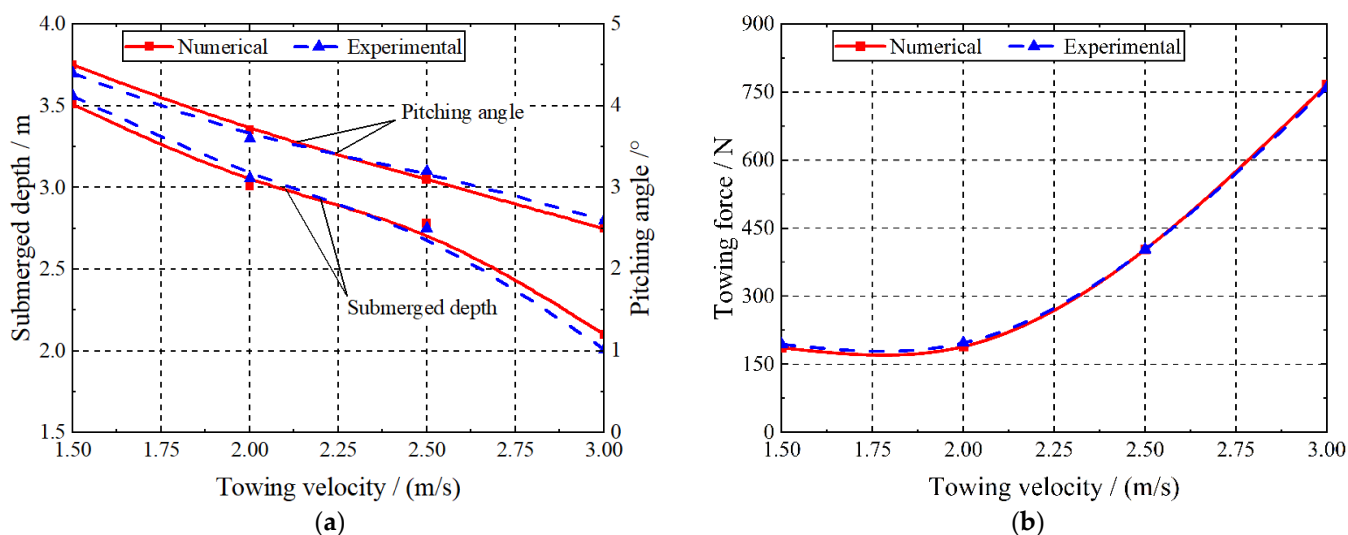 4.0
3.5
3.0
2.5
2.0
1.5
Submerged depth / m
Numerical
Experimental
Pitching angle
Submerged depth
5
4
3
2
1
0
Pitching angle /°
1.50 1.75 2.00 2.25 2.50 2.75 3.00
Towing velocity / (m/s)
(a)
900
750
600
450
300
150
0
Towing force / N
Numerical
Experimental
1.50 1.75 2.00 2.25 2.50 2.75 3.00
Towing velocity / (m/s)
(b)